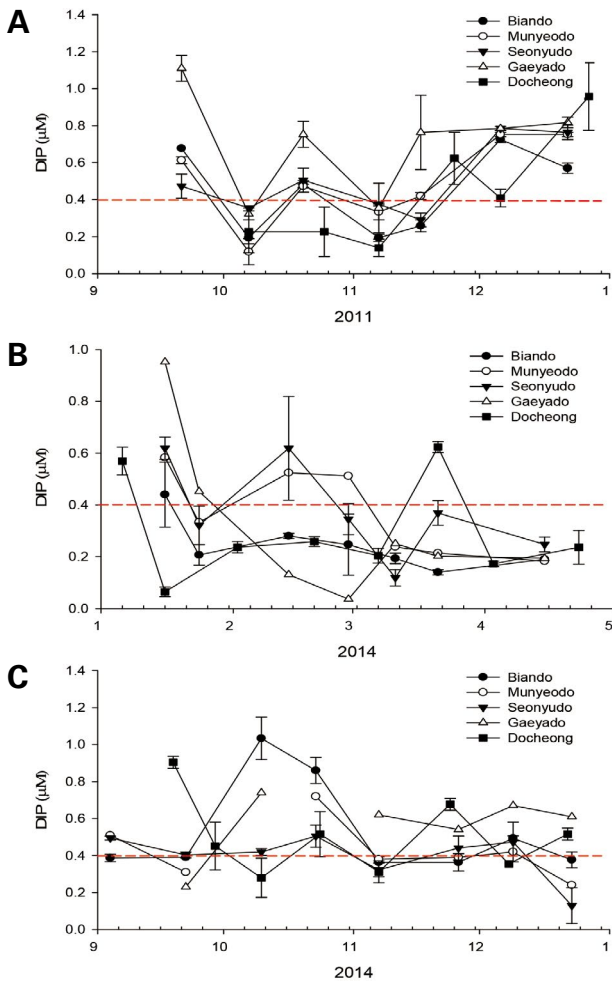 A
1.4
1.2
1.0
0.8
0.6
0.4
0.2
0.0
DIP (μM)
Biando
Munyeodo
Seonyudo
Gaeyado
Docheong
9 10 11 12 1
2011
B
1.0
0.8
0.6
0.4
0.2
0.0
DIP (μM)
Biando
Munyeodo
Seonyudo
Gaeyado
Docheong
1 2 3 4 5
2014
C
1.4
1.2
1.0
0.8
0.6
0.4
0.2
0.0
DIP (μM)
Biando
Munyeodo
Seonyudo
Gaeyado
Docheong
9 10 11 12 1
2014